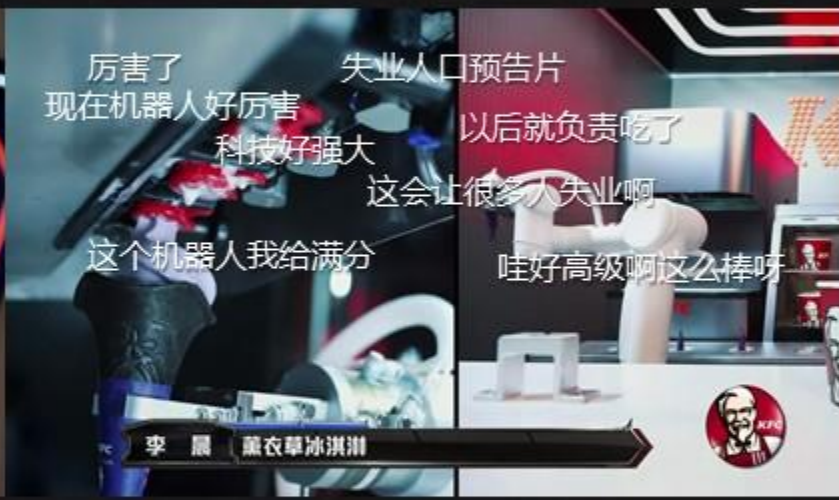 厉害了
失业人口预告片
现在机器人好厉害
以后就负责吃了
科技好强大
这会让很多人失业啊
这个机器人我给满分
哇好高级啊这么棒呀
李 晨 薰衣草冰淇淋
KFC